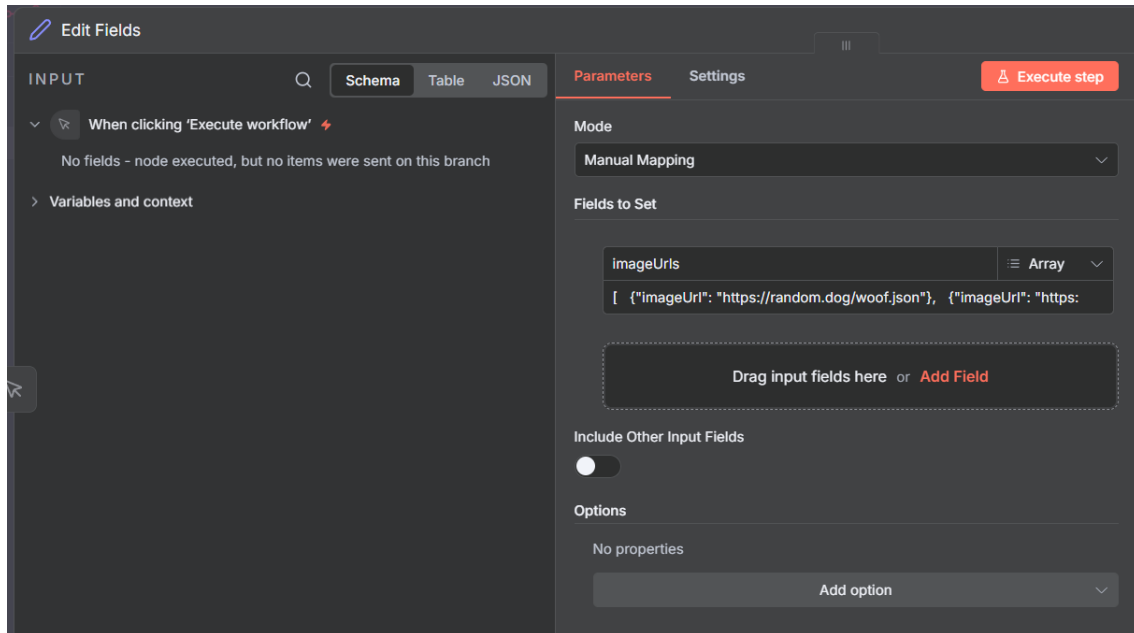 Edit Fields
INPUT
Schema
Table
JSON
When clicking ‘Execute workflow’
No fields - node executed, but no items were sent on this branch
Variables and context
Parameters
Settings
Execute step
Mode
Manual Mapping
Fields to Set
imageUrls
Array
[ {"imageUrl": "https://random.dog/woof.json"}, {"imageUrl": "https:
Drag input fields here or Add Field
Include Other Input Fields
Options
No properties
Add option